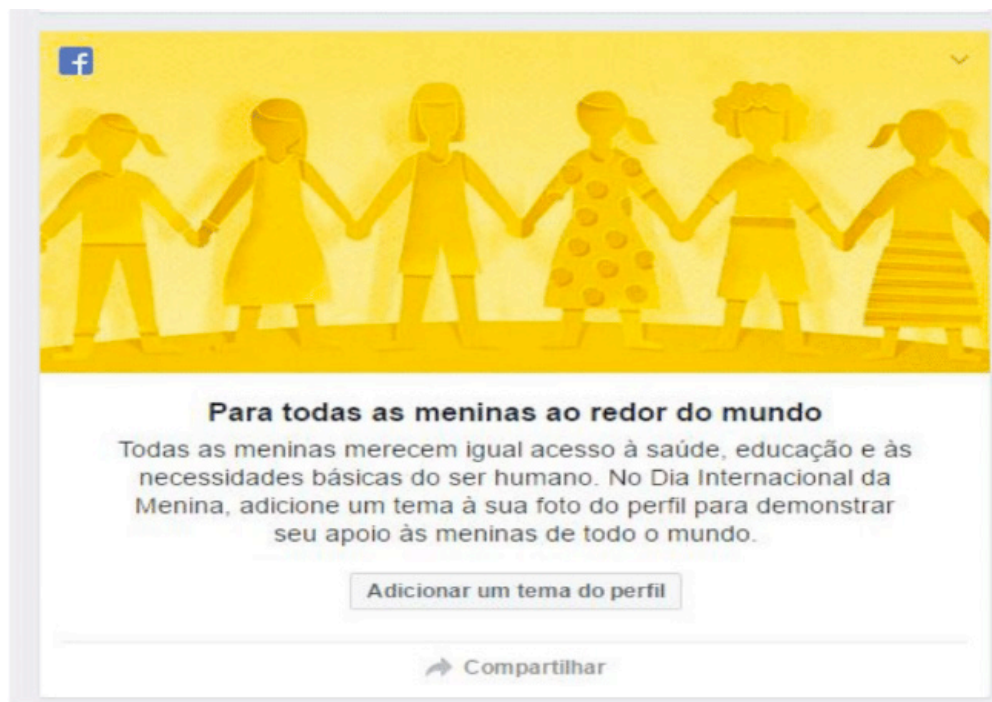 f
Para todas as meninas ao redor do mundo
Todas as meninas merecem igual acesso à saúde, educação e às
necessidades básicas do ser humano. No Dia Internacional da
Menina, adicione um tema à sua foto do perfil para demonstrar
seu apoio às meninas de todo o mundo.
Adicionar um tema do perfil
Compartilhar